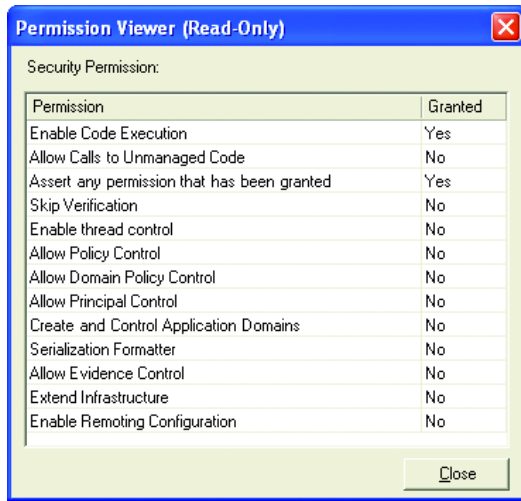 Permission Viewer (Read-Only)
Security Permission:
Permission Granted
Enable Code Execution Yes
Allow Calls to Unmanaged Code No
Assert any permission that has been granted Yes
Skip Verification No
Enable thread control No
Allow Policy Control No
Allow Domain Policy Control No
Allow Principal Control No
Create and Control Application Domains No
Serialization Formatter No
Allow Evidence Control No
Extend Infrastructure No
Enable Remoting Configuration No
Close